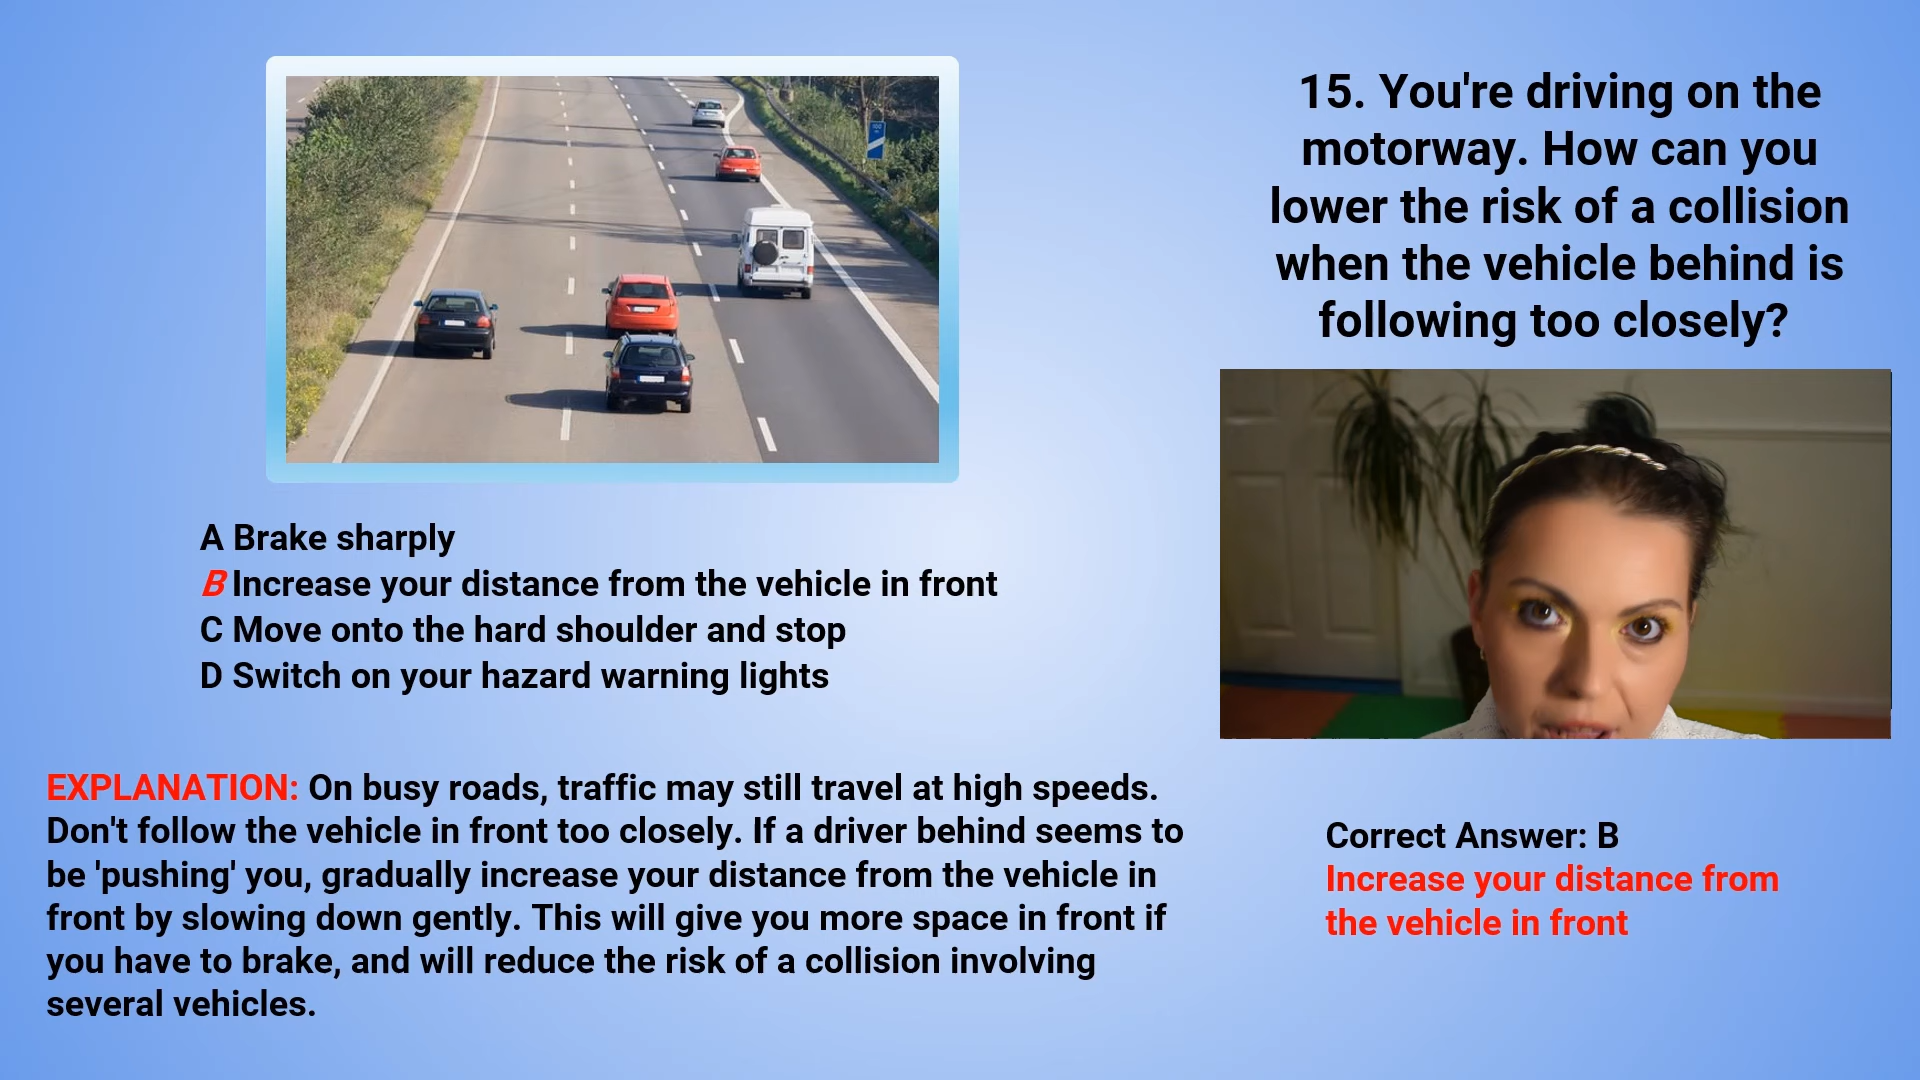 15. You're driving on the
motorway. How can you
lower the risk of a collision
when the vehicle behind is
following too closely?
A Brake sharply
B Increase your distance from the vehicle in front
C Move onto the hard shoulder and stop
D Switch on your hazard warning lights
EXPLANATION: On busy roads, traffic may still travel at high speeds.
Don't follow the vehicle in front too closely. If a driver behind seems to
be 'pushing' you, gradually increase your distance from the vehicle in
front by slowing down gently. This will give you more space in front if
you have to brake, and will reduce the risk of a collision involving
several vehicles.
Correct Answer: B
Increase your distance from
the vehicle in front